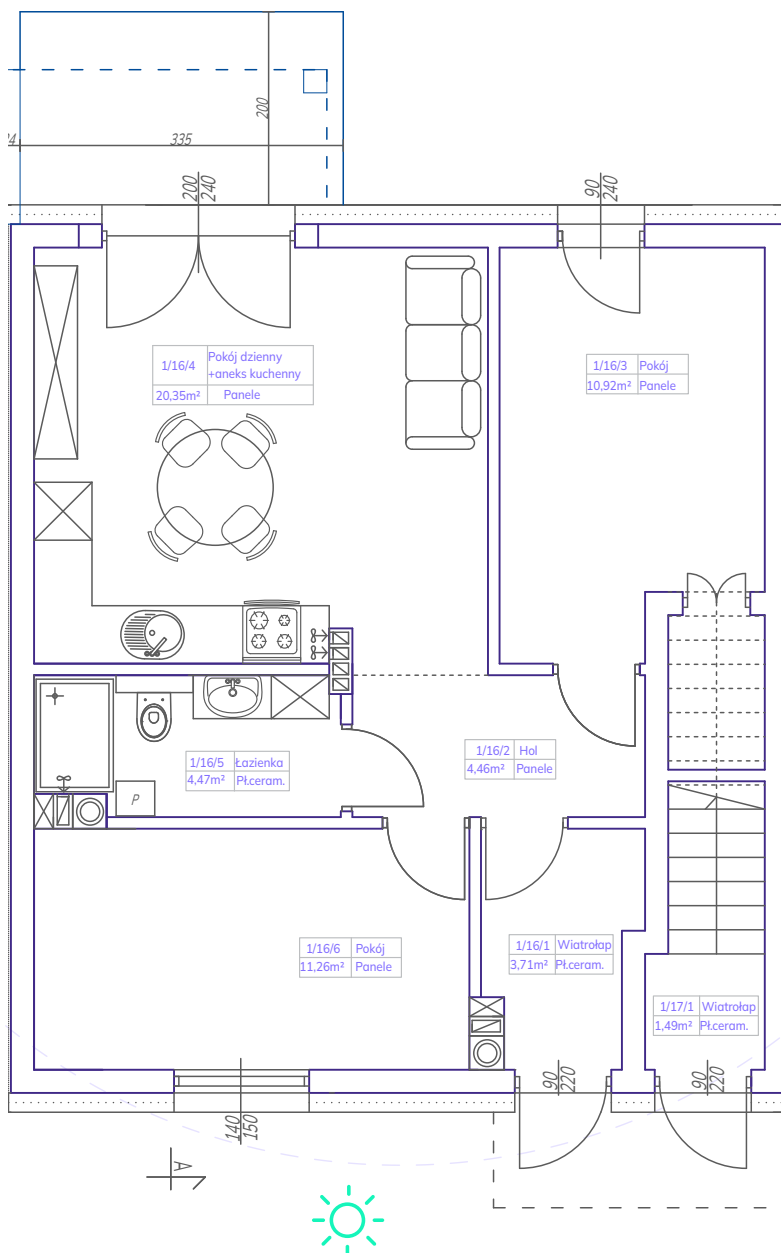 200
335
200
240
90
240
1/16/4
Pokój dzienny
+aneks kuchenny
20,35m²
Panele
1/16/3
Pokój
10,92m²
Panele
1/16/5
Łazienka
4,47m²
Pł.ceram.
P
1/16/2
Hol
4,46m²
Panele
1/16/6
Pokój
11,26m²
Panele
1/16/1
Wiatrołap
3,71m²
Pł.ceram.
1/17/1
Wiatrołap
1,49m²
Pł.ceram.
90
220
90
220
140
150
A